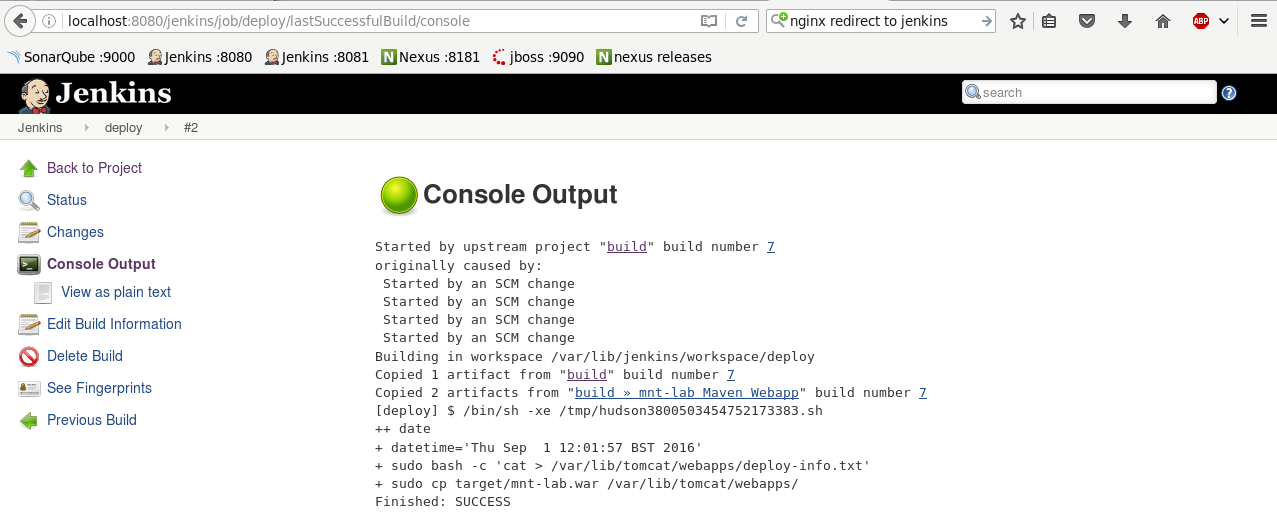 localhost:8080/jenkins/job/deploy/lastSuccessfulBuild/console
nginx redirect to jenkins
ABP
SonarQube :9000
Jenkins :8080
Jenkins :8081
N Nexus :8181
jboss :9090
N nexus releases
Jenkins
search
?
Jenkins
deploy
#2
Back to Project
Status
Changes
Console Output
View as plain text
Edit Build Information
Delete Build
See Fingerprints
Previous Build
Console Output
Started by upstream project "build" build number 7
originally caused by:
Started by an SCM change
Started by an SCM change
Started by an SCM change
Started by an SCM change
Building in workspace /var/lib/jenkins/workspace/deploy
Copied 1 artifact from "build" build number 7
Copied 2 artifacts from "build » mnt-lab Maven Webapp" build number 7
[deploy] $ /bin/sh -xe /tmp/hudson3800503454752173383.sh
++ date
+ datetime='Thu Sep  1 12:01:57 BST 2016'
+ sudo bash -c 'cat > /var/lib/tomcat/webapps/deploy-info.txt'
+ sudo cp target/mnt-lab.war /var/lib/tomcat/webapps/
Finished: SUCCESS